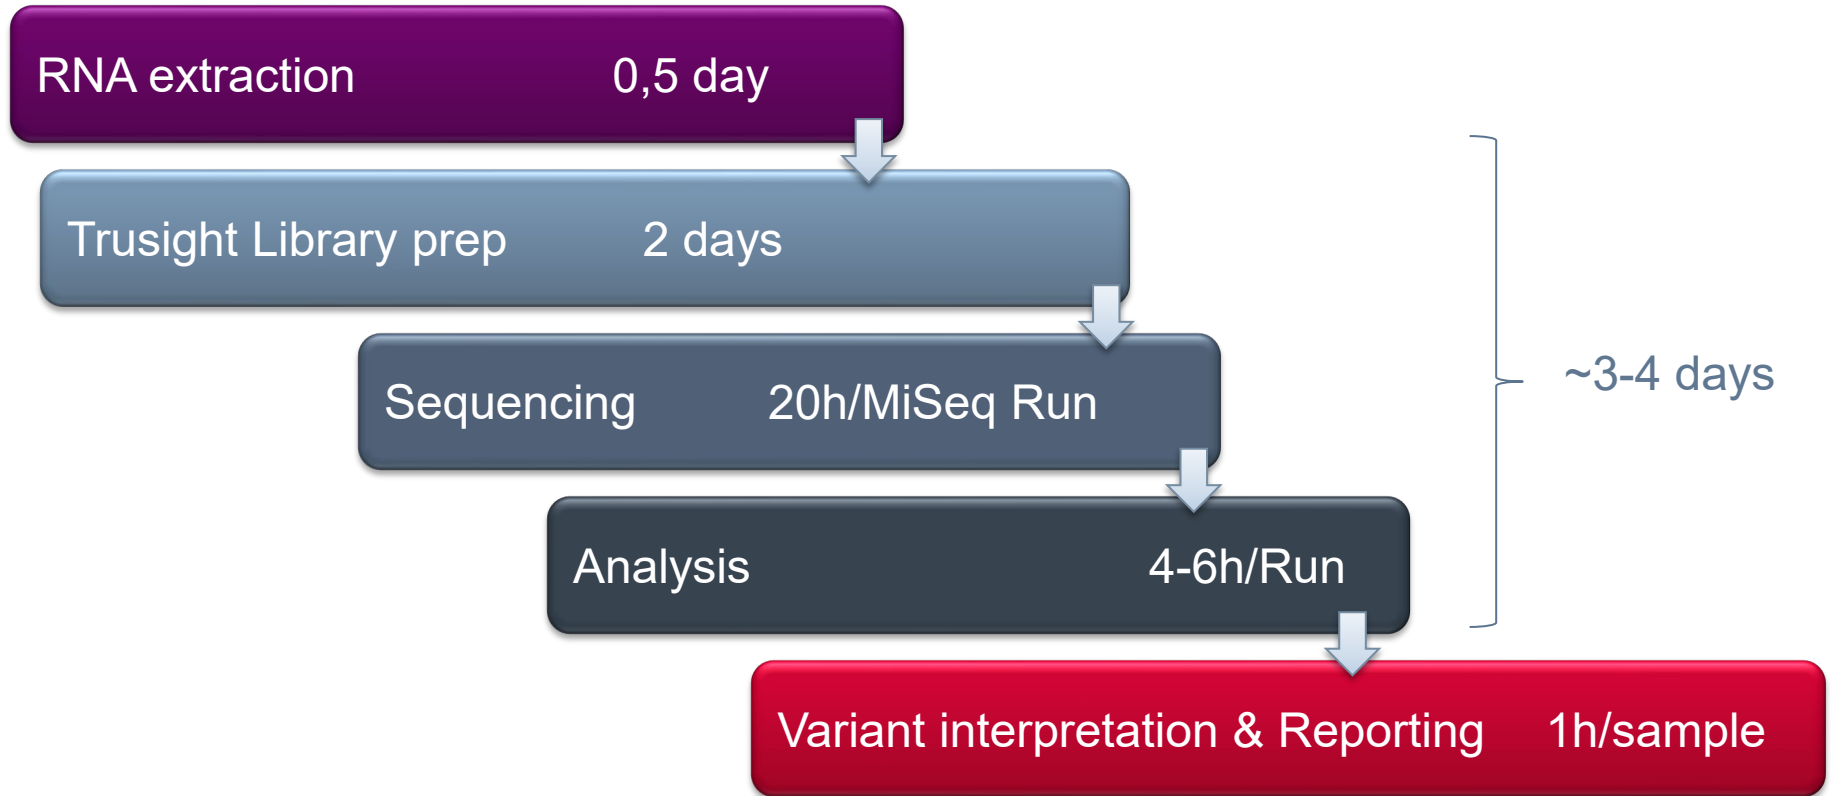 RNA extraction 0,5 day
Trusight Library prep 2 days
Sequencing 20h/MiSeq Run
~3-4 days
Analysis 4-6h/Run
Variant interpretation & Reporting 1h/sample